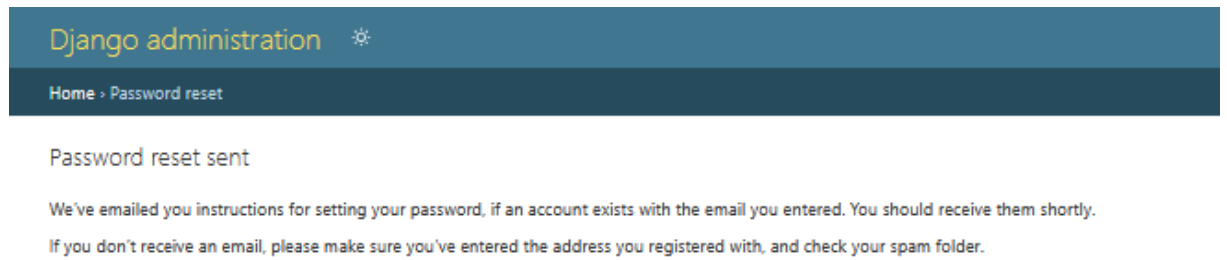 Django administration
Home › Password reset
Password reset sent
We've emailed you instructions for setting your password, if an account exists with the email you entered. You should receive them shortly.
If you don't receive an email, please make sure you've entered the address you registered with, and check your spam folder.